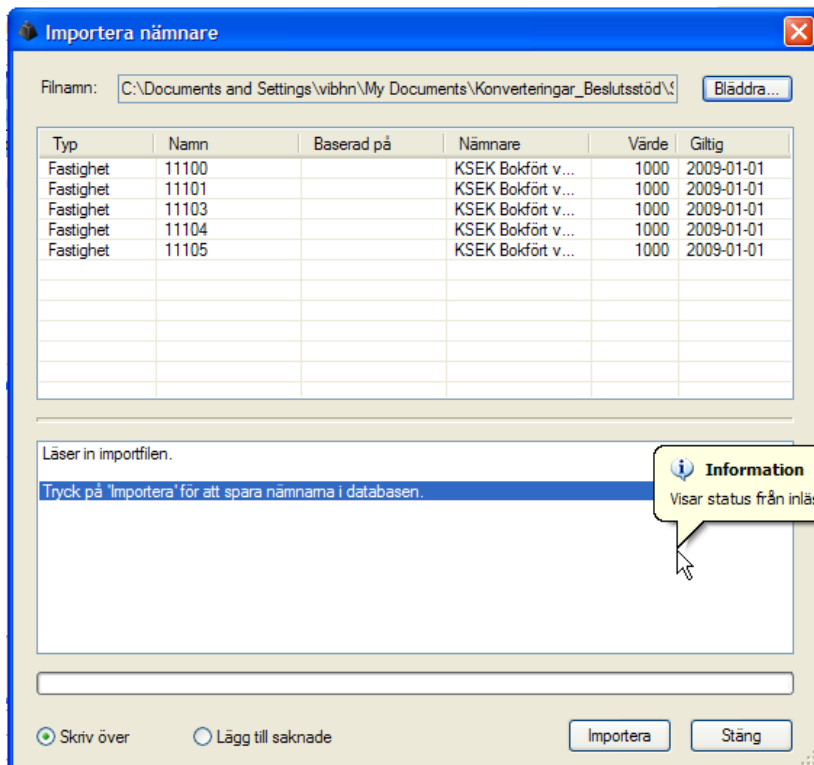 Importera nämnare
Filnamn: C:\Documents and Settings\vibhn\My Documents\Konverteringar_Beslutsstöd\ Bläddra...
Typ Namn Baserad på Nämnare Värde Giltig
Fastighet 11100 KSEK Bokfört v... 1000 2009-01-01
Fastighet 11101 KSEK Bokfört v... 1000 2009-01-01
Fastighet 11103 KSEK Bokfört v... 1000 2009-01-01
Fastighet 11104 KSEK Bokfört v... 1000 2009-01-01
Fastighet 11105 KSEK Bokfört v... 1000 2009-01-01
Läser in importfilen.
Tryck på 'Importera' för att spara nämnarna i databasen.
Information
Visar status från
Skriv över Lägg till saknade Importera Stäng